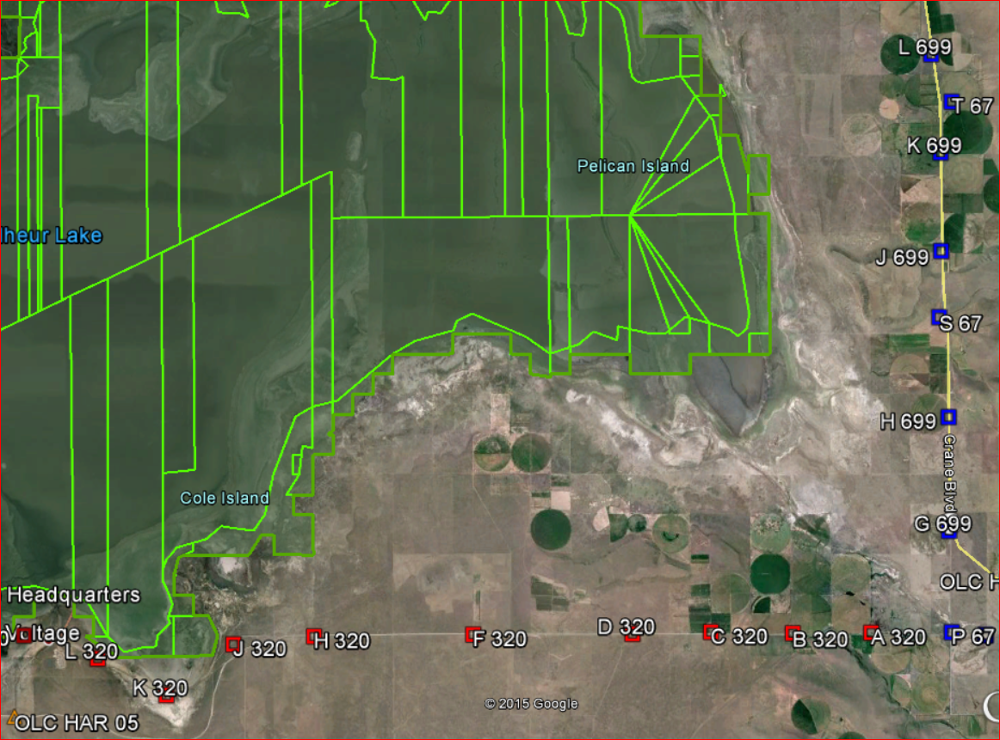 L 699
T 67
K 699
Pelican Island
lheur Lake
J 699
S 67
H 699
Crane Blvd
Cole Island
G 699
OLC H
Headquarters
Voltage
L 320
J 320
H 320
F 320
D 320
C 320
B 320
A 320
P 67
K 320
© 2015 Google
OLC HAR 05